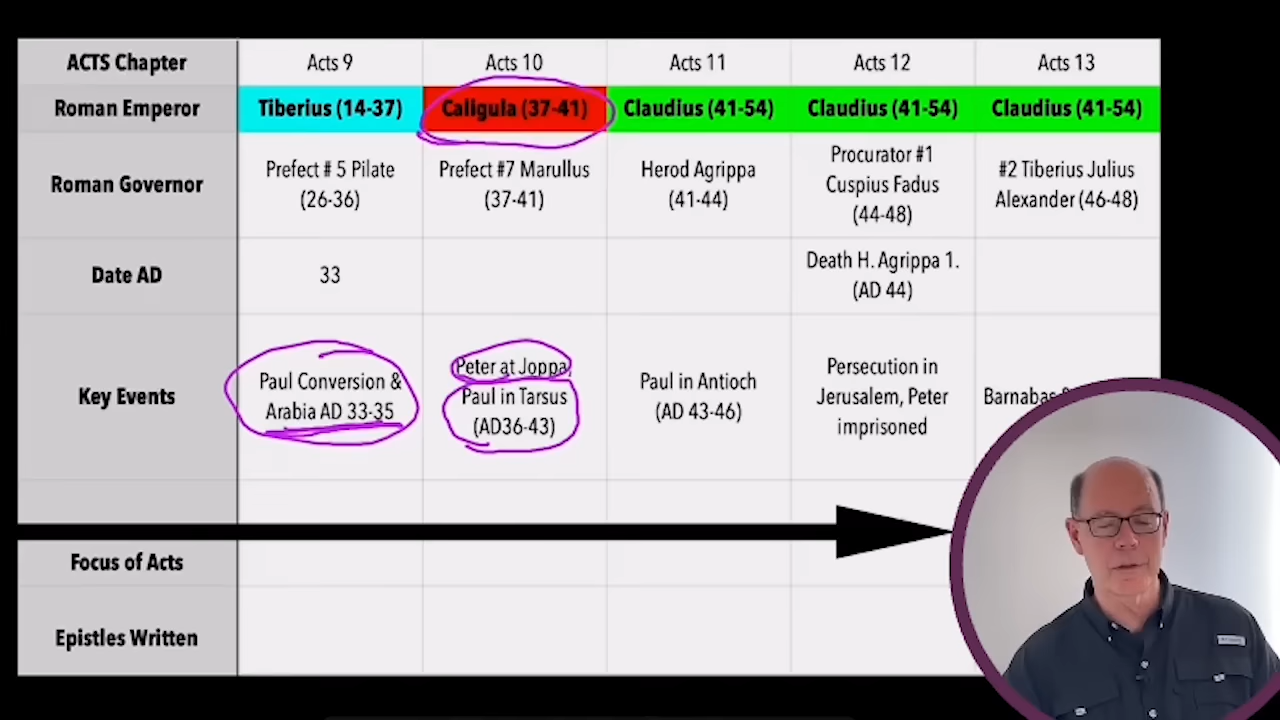 ACTS Chapter Acts 9 Acts 10 Acts 11 Acts 12 Acts 13
Roman Emperor Tiberius (14-37) Caligula (37-41) Claudius (41-54) Claudius (41-54) Claudius (41-54)
Roman Governor
Prefect # 5 Pilate
(26-36)
Prefect #7 Marullus
(37-41)
Herod Agrippa
(41-44)
Procurator #1
Cuspius Fadus
(44-48)
#2 Tiberius Julius
Alexander (46-48)
Date AD
33
Death H. Agrippa 1.
(AD 44)
Key Events
Paul Conversion &
Arabia AD 33-35
Peter at Joppa,
Paul in Tarsus
(AD36-43)
Paul in Antioch
(AD 43-46)
Persecution in
Jerusalem, Peter
imprisoned
Barnabas
Focus of Acts
Epistles Written